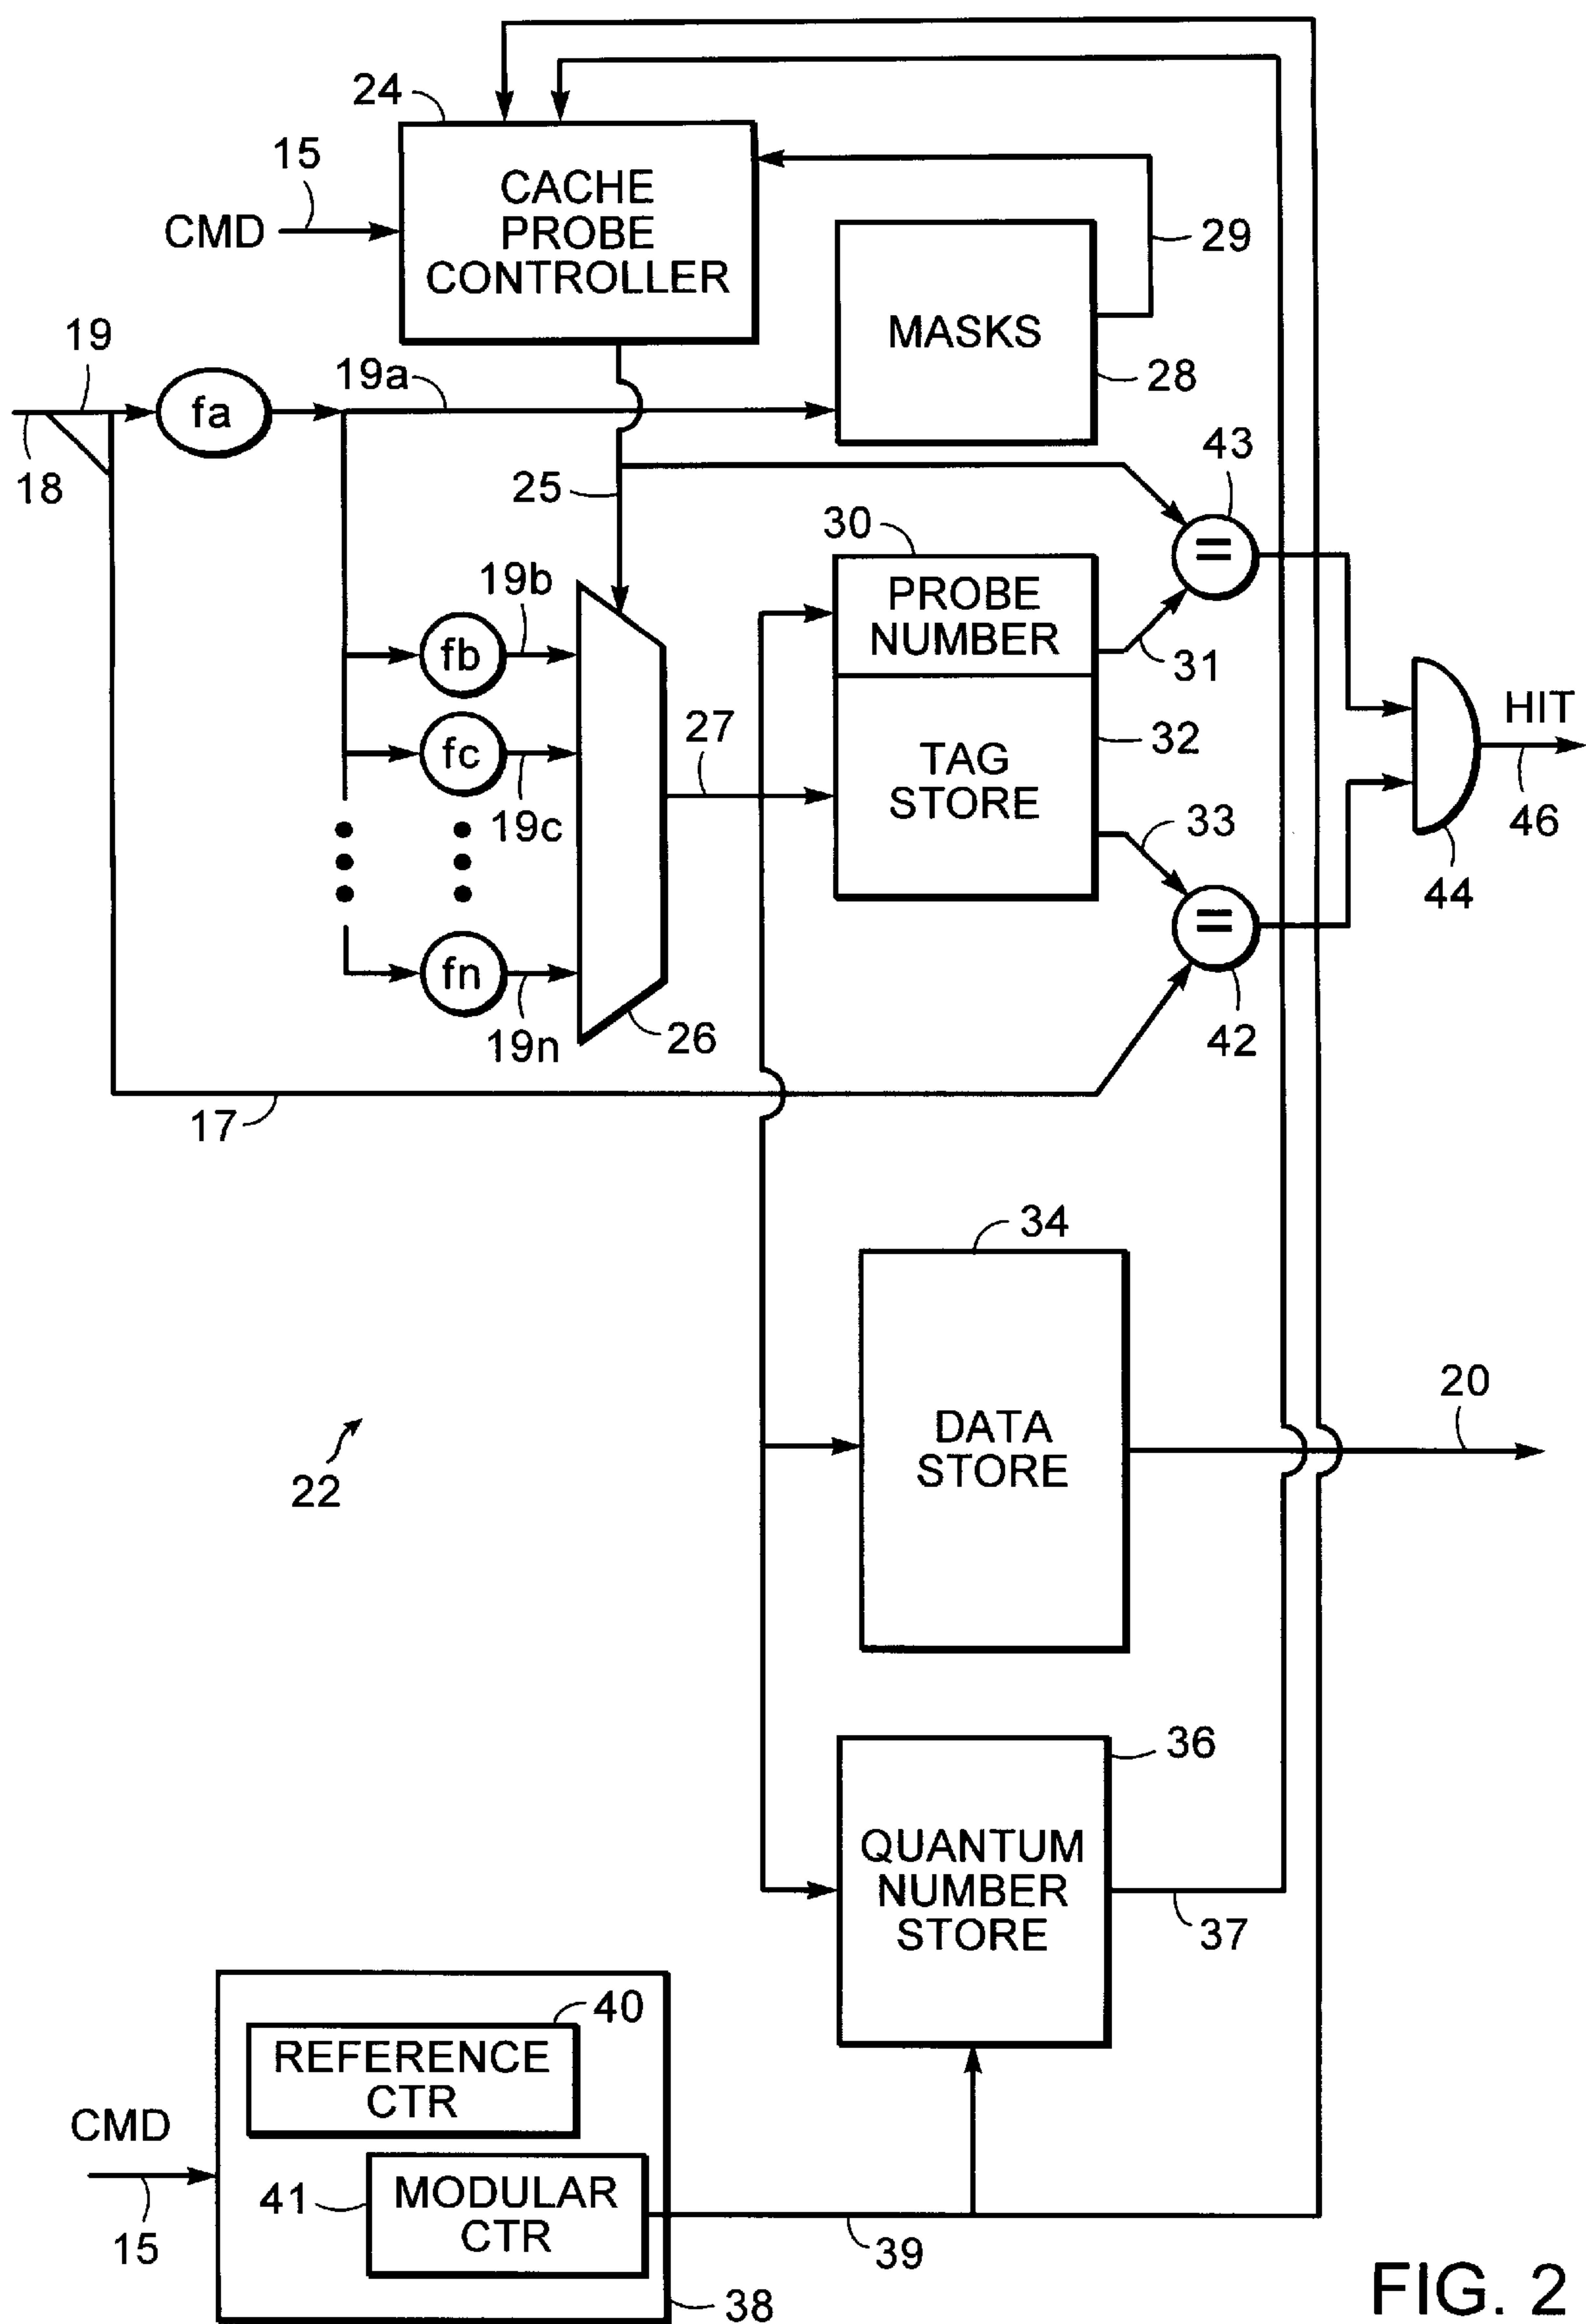 24
15
CMD
CACHE
PROBE
CONTROLLER
29
MASKS
28
19
fa
19a
18
25
43
=
30
PROBE
NUMBER
31
19b
fb
27
32
HIT
46
fc
19c
TAG
STORE
33
44
=
42
fn
19n
26
17
34
DATA
STORE
20
22
36
QUANTUM
NUMBER
STORE
37
40
REFERENCE
CTR
CMD
15
41
MODULAR
CTR
39
38
FIG. 2